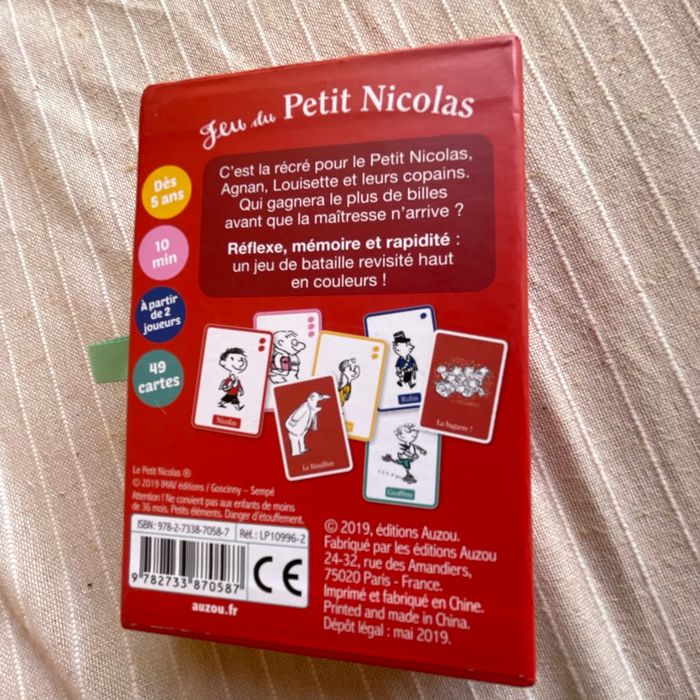 Jeu du Petit Nicolas
C'est la récré pour le Petit Nicolas,
Agnan, Louisette et leurs copains.
Qui gagnera le plus de billes
avant que la maîtresse n'arrive ?
Réflexe, mémoire et rapidité :
un jeu de bataille revisité haut
en couleurs !
Dès
5 ans
10
min
À partir
de 2
joueurs
49
cartes
Nicolas
Le Bouillon
Rufus
Geoffroy
La bagarre !
Le Petit Nicolas ®
© 2019 IMAV éditions / Goscinny – Sempé
Attention ! Ne convient pas aux enfants de moins
de 36 mois. Petits éléments. Danger d'étouffement.
ISBN: 978-2-7338-7058-7
Réf. : LP10996-2
9 782733 870587
CE
auzou.fr
© 2019, éditions Auzou.
Fabriqué par les éditions Auzou
24-32, rue des Amandiers,
75020 Paris - France.
Imprimé et fabriqué en Chine.
Printed and made in China.
Dépôt légal : mai 2019.